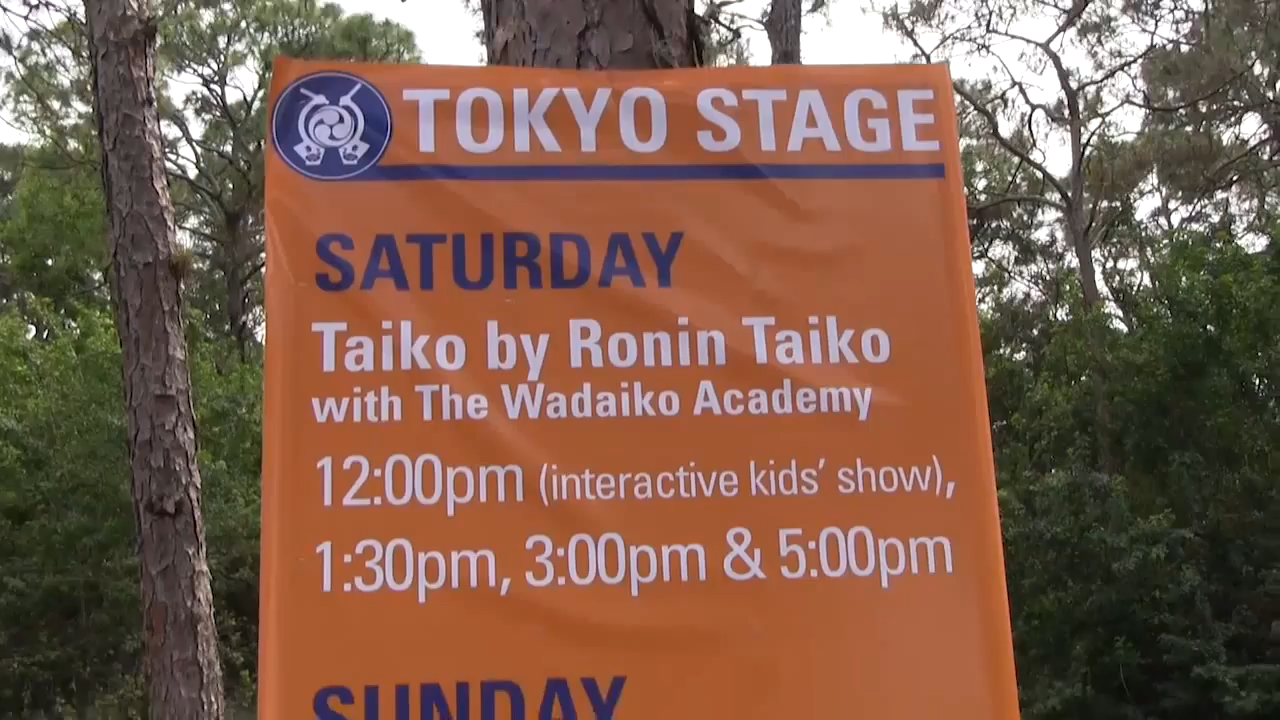 TOKYO STAGE
SATURDAY
Taiko by Ronin Taiko
with The Wadaiko Academy
12:00pm (interactive kids' show),
1:30pm, 3:00pm & 5:00pm
SUNDAY